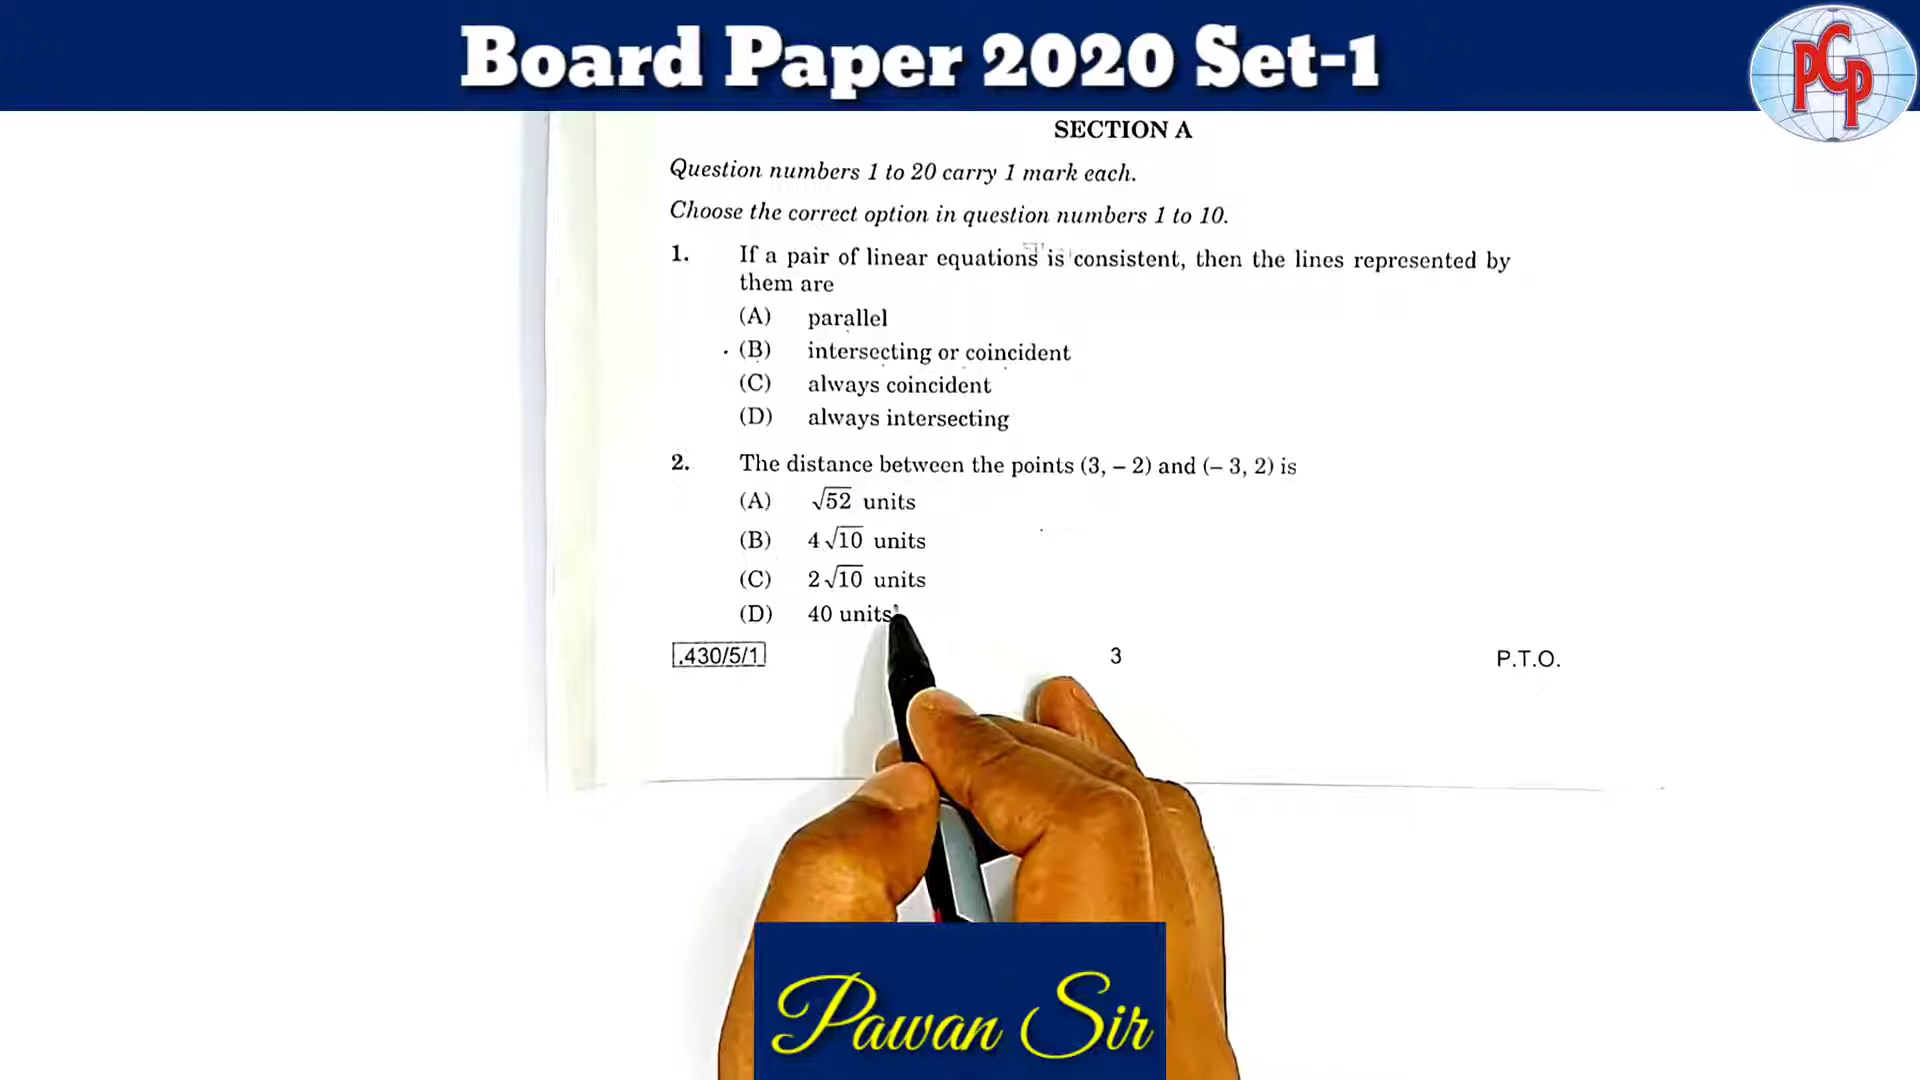 Board Paper 2020 Set-1
PGP
SECTION A
Question numbers 1 to 20 carry 1 mark each.
Choose the correct option in question numbers 1 to 10.
1. If a pair of linear equations is consistent, then the lines represented by
them are
(A) parallel
(B) intersecting or coincident
(C) always coincident
(D) always intersecting
2. The distance between the points (3, – 2) and (– 3, 2) is
(A) √52 units
(B) 4√10 units
(C) 2√10 units
(D) 40 units
.430/5/1 3 P.T.O.
Pawan Sir